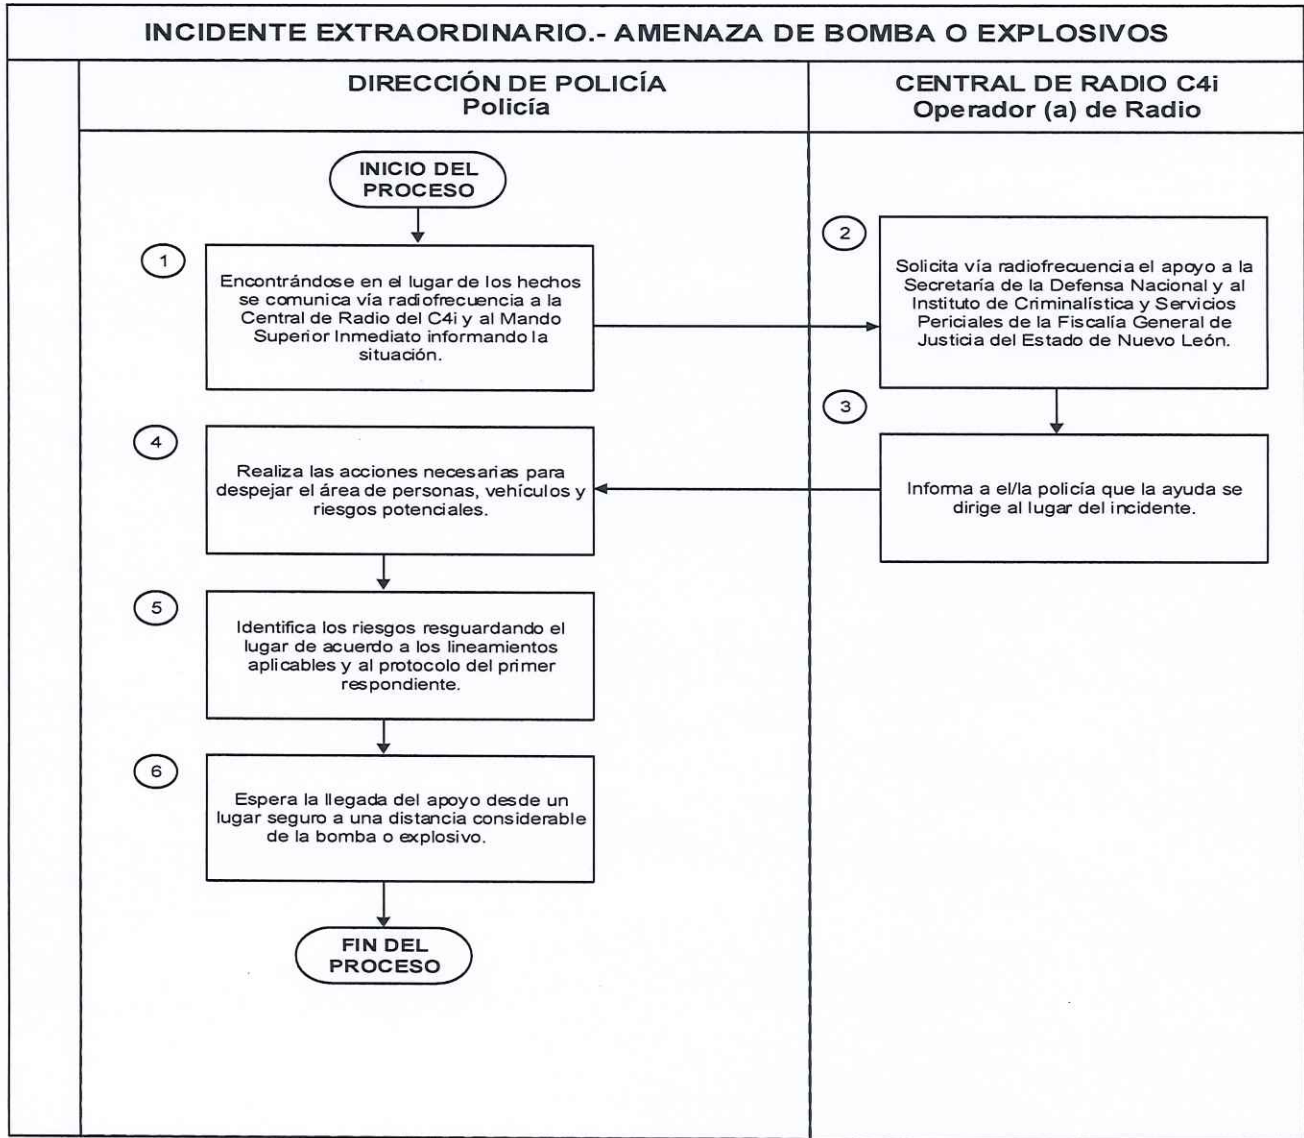 INCIDENTE EXTRAORDINARIO.- AMENAZA DE BOMBA O EXPLOSIVOS
DIRECCIÓN DE POLICÍA
Policía
CENTRAL DE RADIO C4i
Operador (a) de Radio
INICIO DEL
PROCESO
1
Encontrándose en el lugar de los hechos
se comunica vía radiofrecuencia a la
Central de Radio del C4i y al Mando
Superior Inmediato informando la
situación.
2
Solicita vía radiofrecuencia el apoyo a la
Secretaría de la Defensa Nacional y al
Instituto de Criminalística y Servicios
Periciales de la Fiscalía General de
Justicia del Estado de Nuevo León.
3
Informa a el/la policía que la ayuda se
dirige al lugar del incidente.
4
Realiza las acciones necesarias para
despejar el área de personas, vehículos y
riesgos potenciales.
5
Identifica los riesgos resguardando el
lugar de acuerdo a los lineamientos
aplicables y al protocolo del primer
respondiente.
6
Espera la llegada del apoyo desde un
lugar seguro a una distancia considerable
de la bomba o explosivo.
FIN DEL
PROCESO